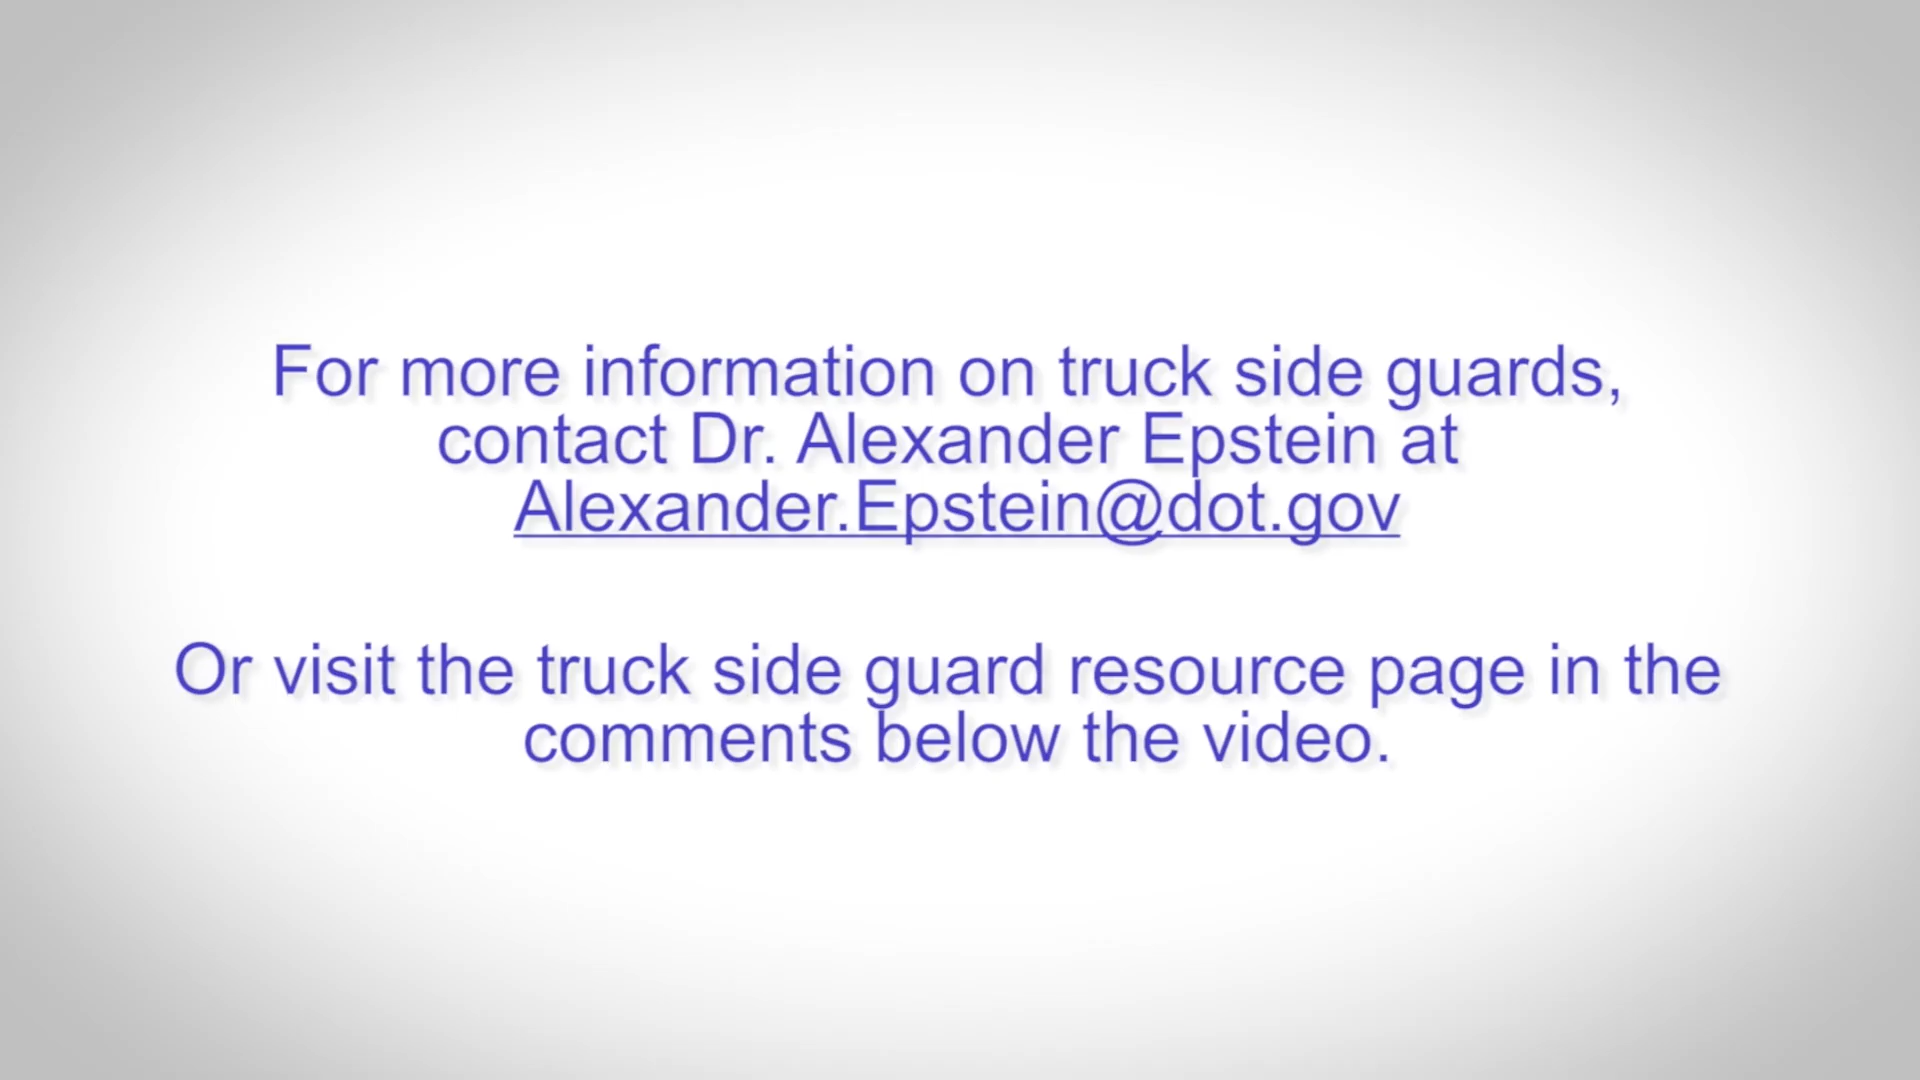 For more information on truck side guards,
contact Dr. Alexander Epstein at
Alexander.Epstein@dot.gov
Or visit the truck side guard resource page in the
comments below the video.